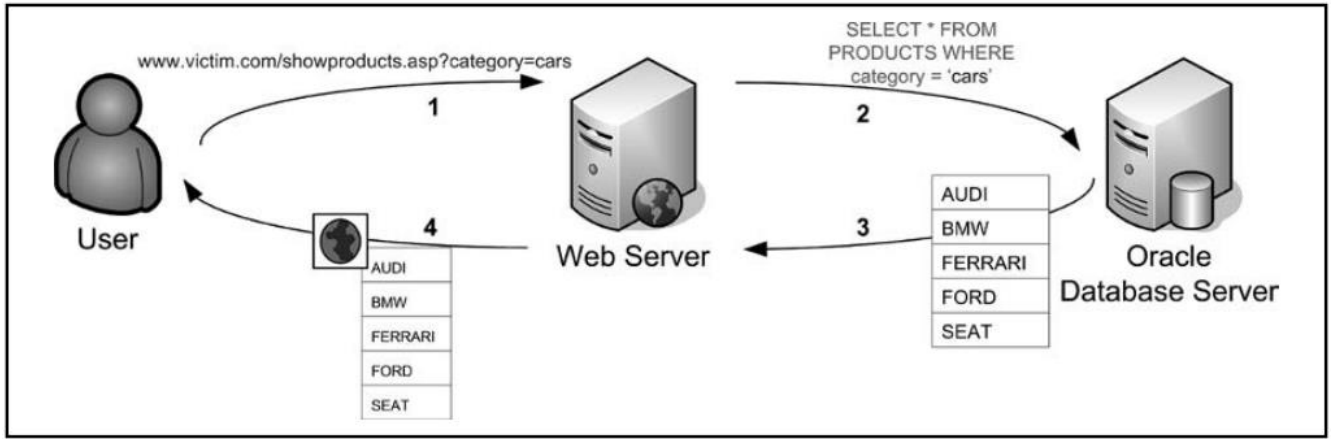 www.victim.com/showproducts.asp?category=cars
1
SELECT * FROM
PRODUCTS WHERE
category = ‘cars’
2
User
Web Server
Oracle
Database Server
3
AUDI
BMW
FERRARI
FORD
SEAT
4
AUDI
BMW
FERRARI
FORD
SEAT